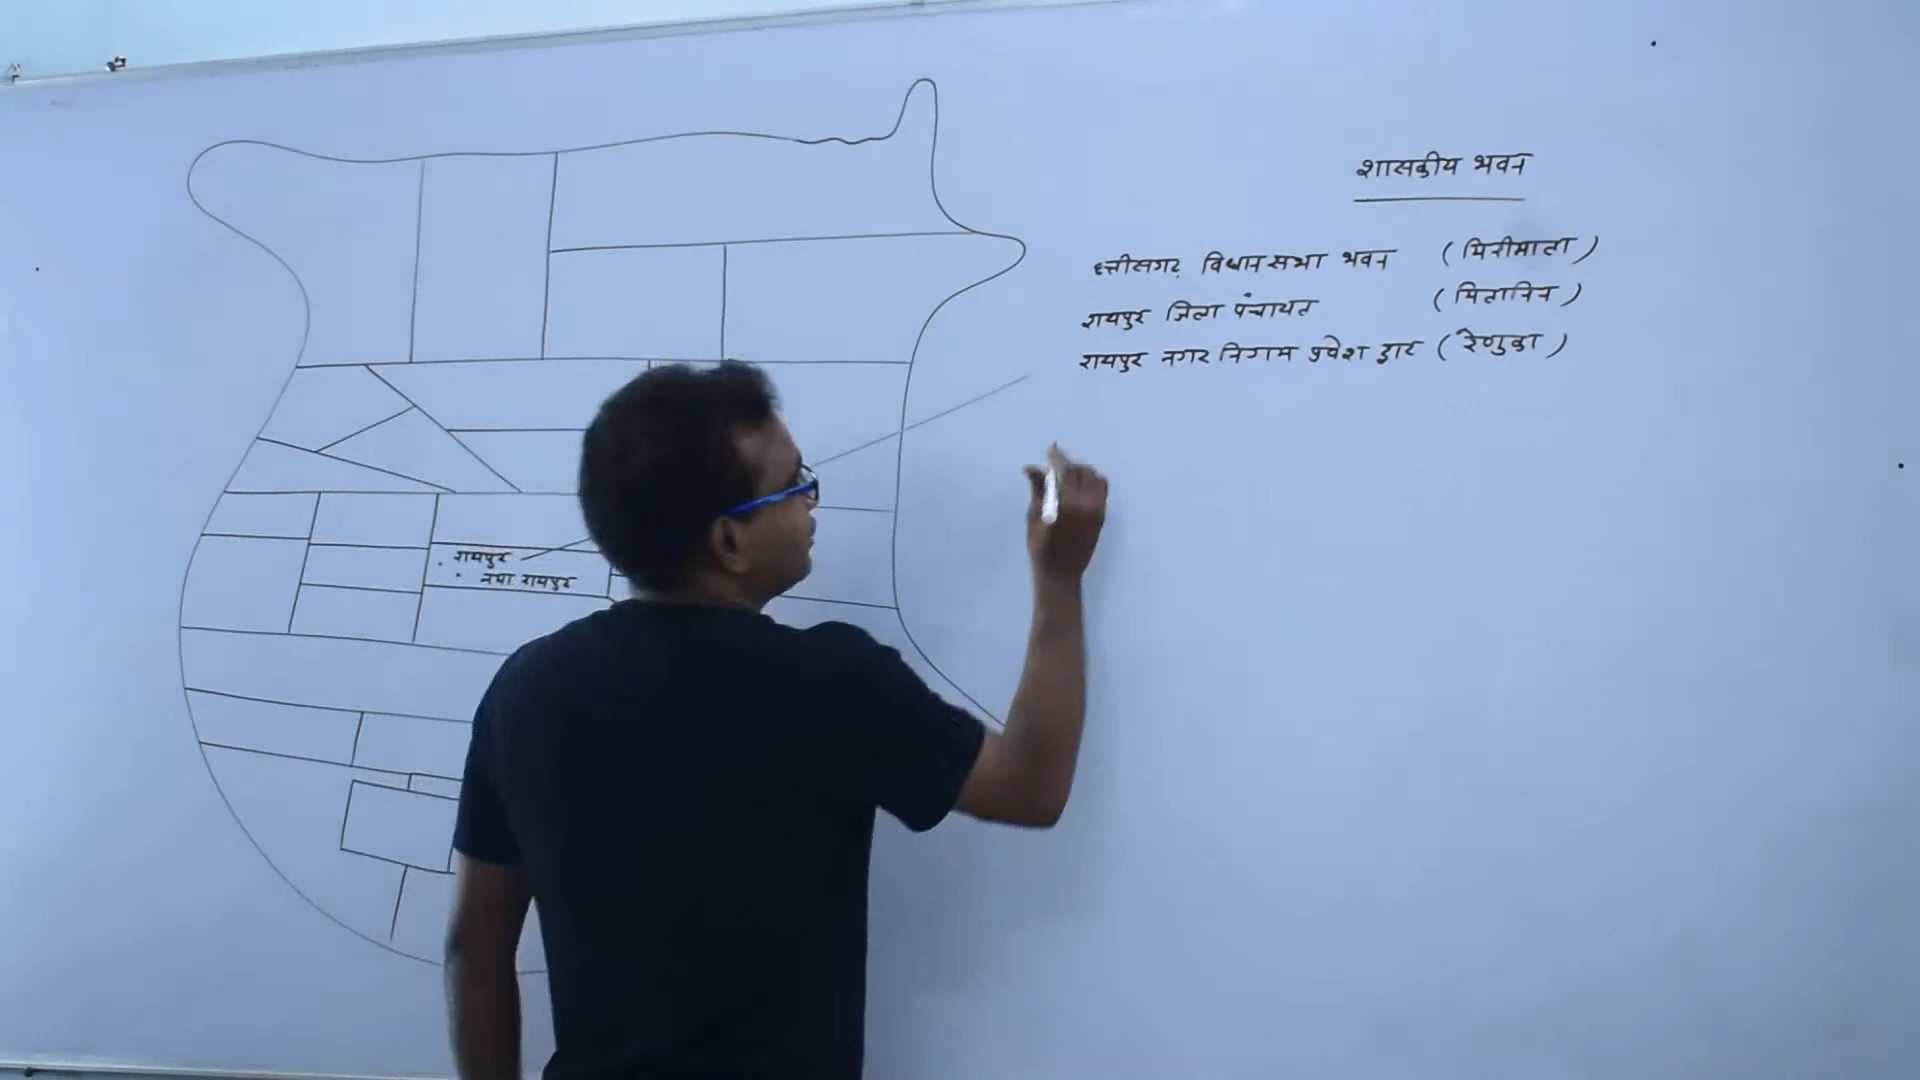 शासकीय भवन
छत्तीसगढ़ विधानसभा भवन (मिनीमाता)
रायपुर जिला पंचायत (मितानिन)
रायपुर नगर निगम प्रवेश द्वार (रेणुका)
रायपुर
नया रायपुर